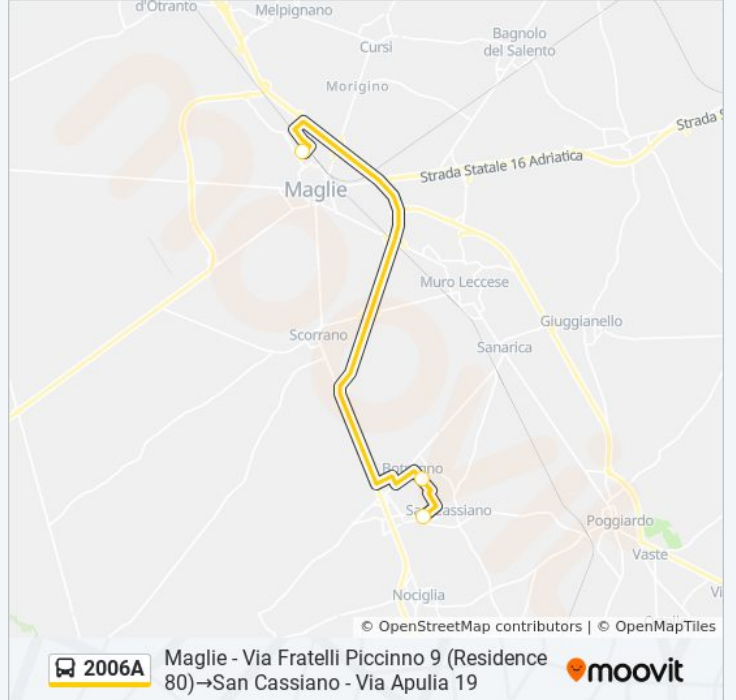 d'Otranto
Melpignano
Cursi
Bagnolo
del Salento
Morigino
Strada
Strada Statale 16 Adriatica
Maglie
Muro Leccese
Giuggianello
Scorrano
Sanarica
San Cassiano
Poggiardo
Vaste
Nociglia
© OpenStreetMap contributors | © OpenMapTiles
2006A
Maglie - Via Fratelli Piccinno 9 (Residence
80)→San Cassiano - Via Apulia 19
moovit